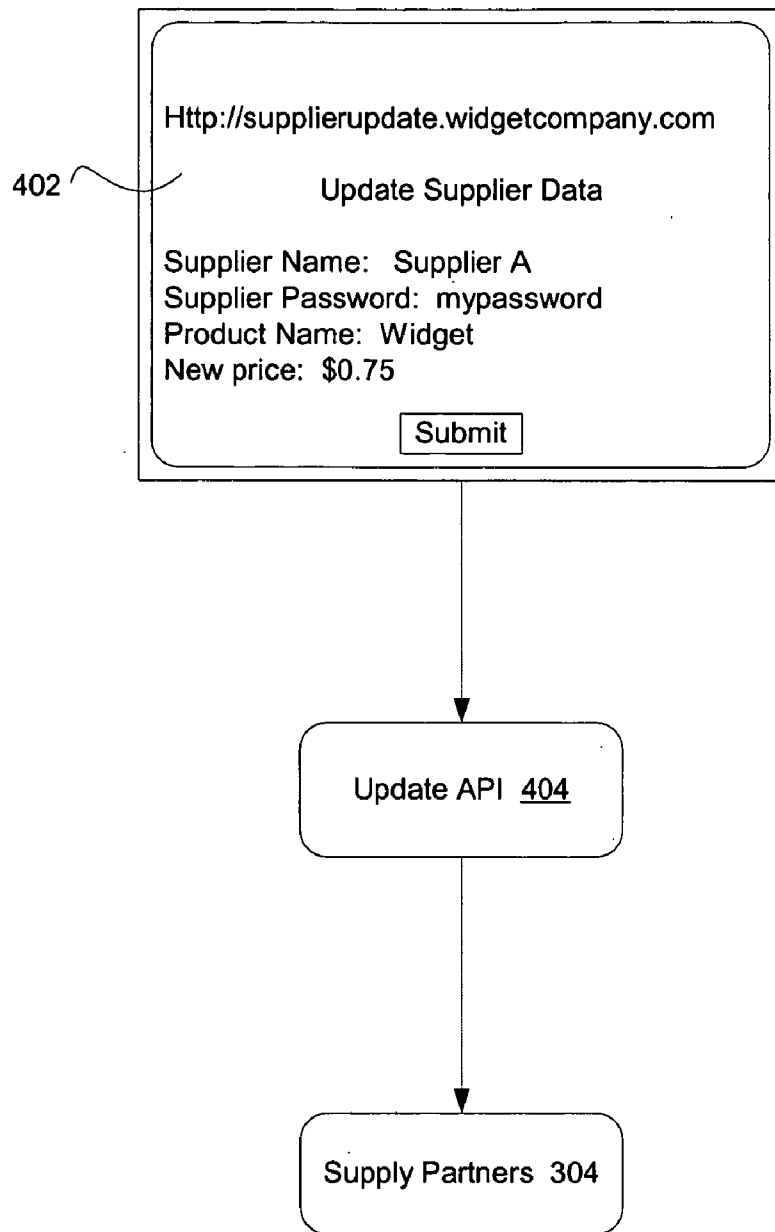 Http://supplierupdate.widgetcompany.com
402
Update Supplier Data
Supplier Name: Supplier A
Supplier Password: mypassword
Product Name: Widget
New price: $0.75
Submit
Update API 404
Supply Partners 304